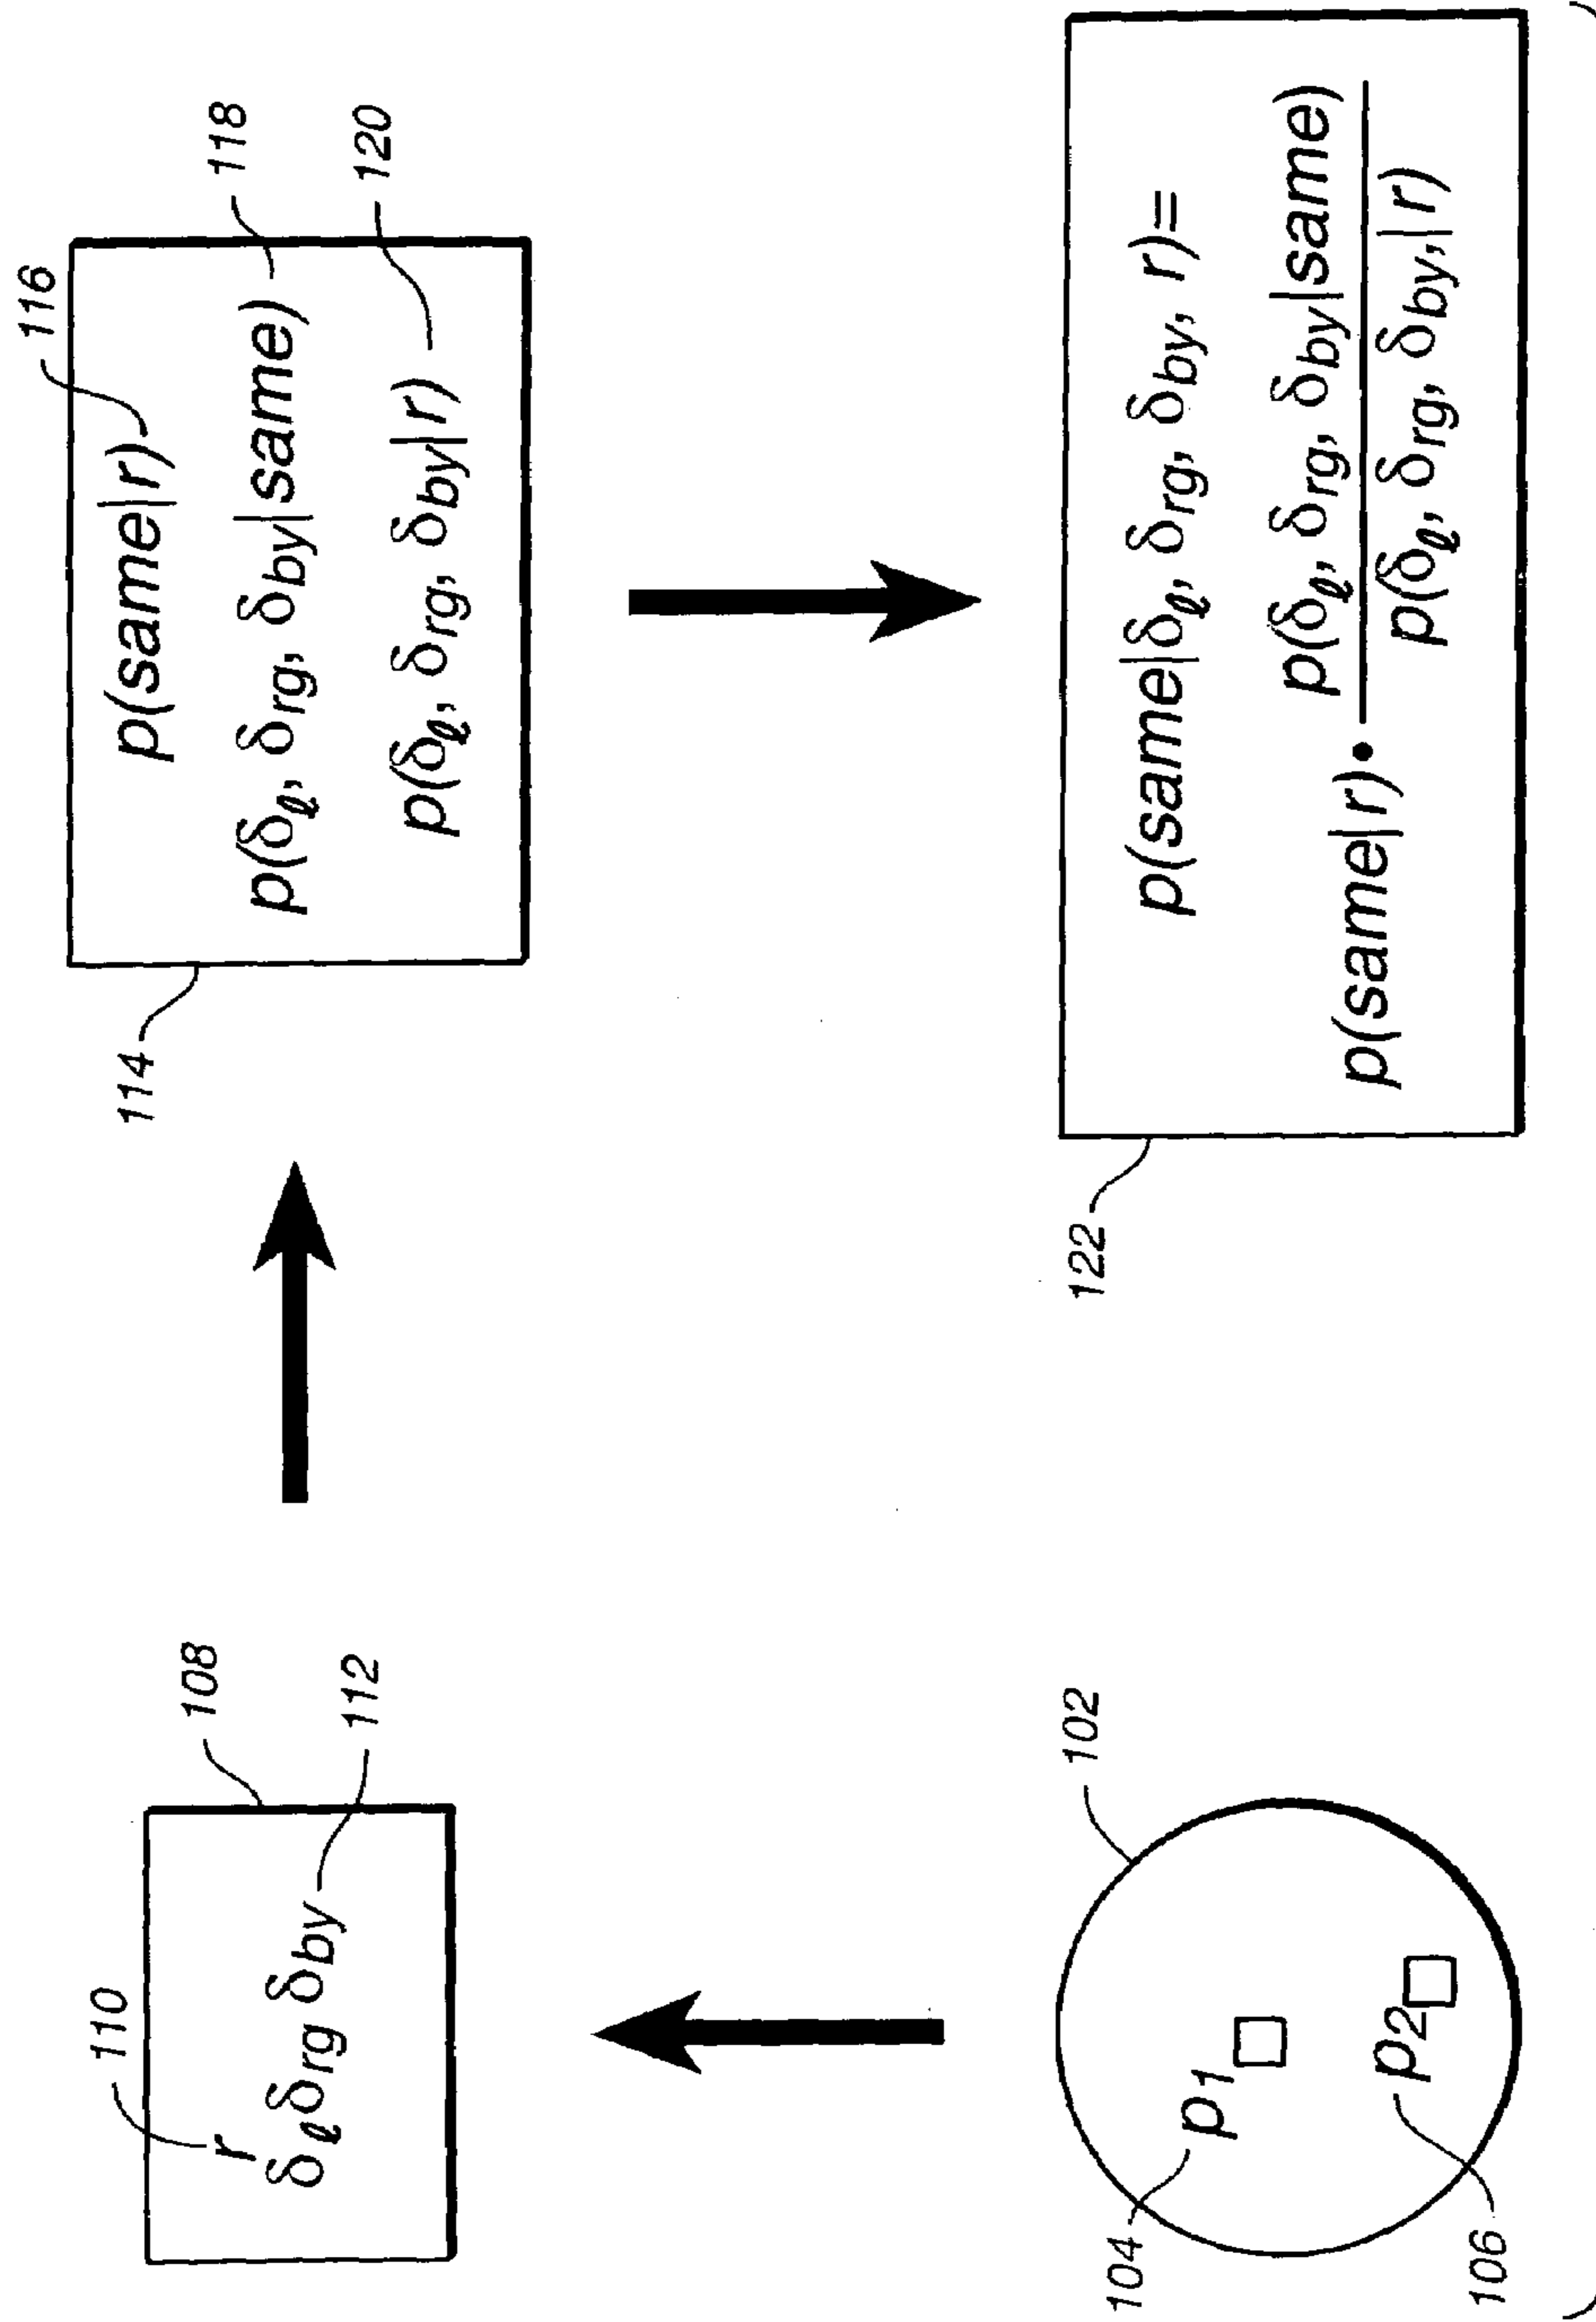 110
r
108
δℓ δrg δby
112
116
p(same|r)
118
p(δℓ, δrg, δby|same)
120
p(δℓ, δrg, δby|r)
114
102
104
p1
p2
106
122
p(same|δℓ, δrg, δby, r)=
p(same|r)• p(δℓ, δrg, δby|same)
p(δℓ, δrg, δby,|r)